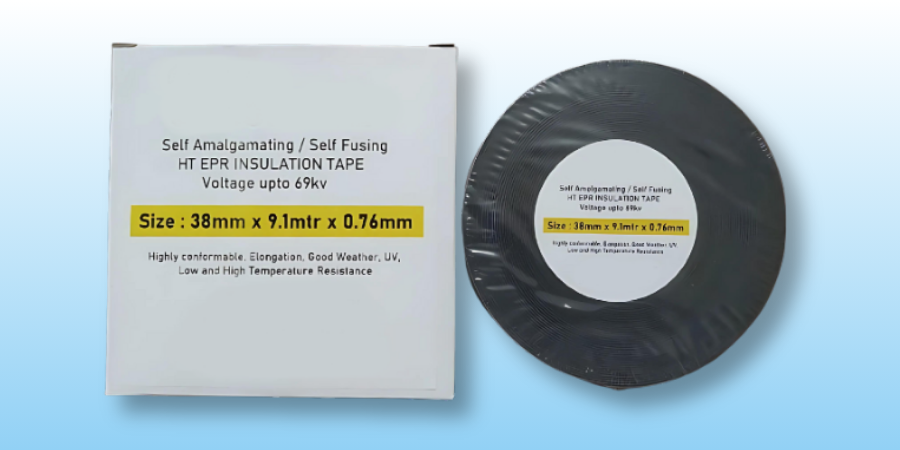 Self Amalgamating / Self Fusing
HT EPR INSULATION TAPE
Voltage upto 69kv
Size : 38mm x 9.1mtr x 0.76mm
Highly conformable, Elongation, Good Weather, UV,
Low and High Temperature Resistance
Self Amalgamating / Self Fusing
HT EPR INSULATION TAPE
Voltage upto 69kv
Size : 38mm x 9.1mtr x 0.76mm
Highly conformable, Elongation, Good Weather, UV,
Low and High Temperature Resistance